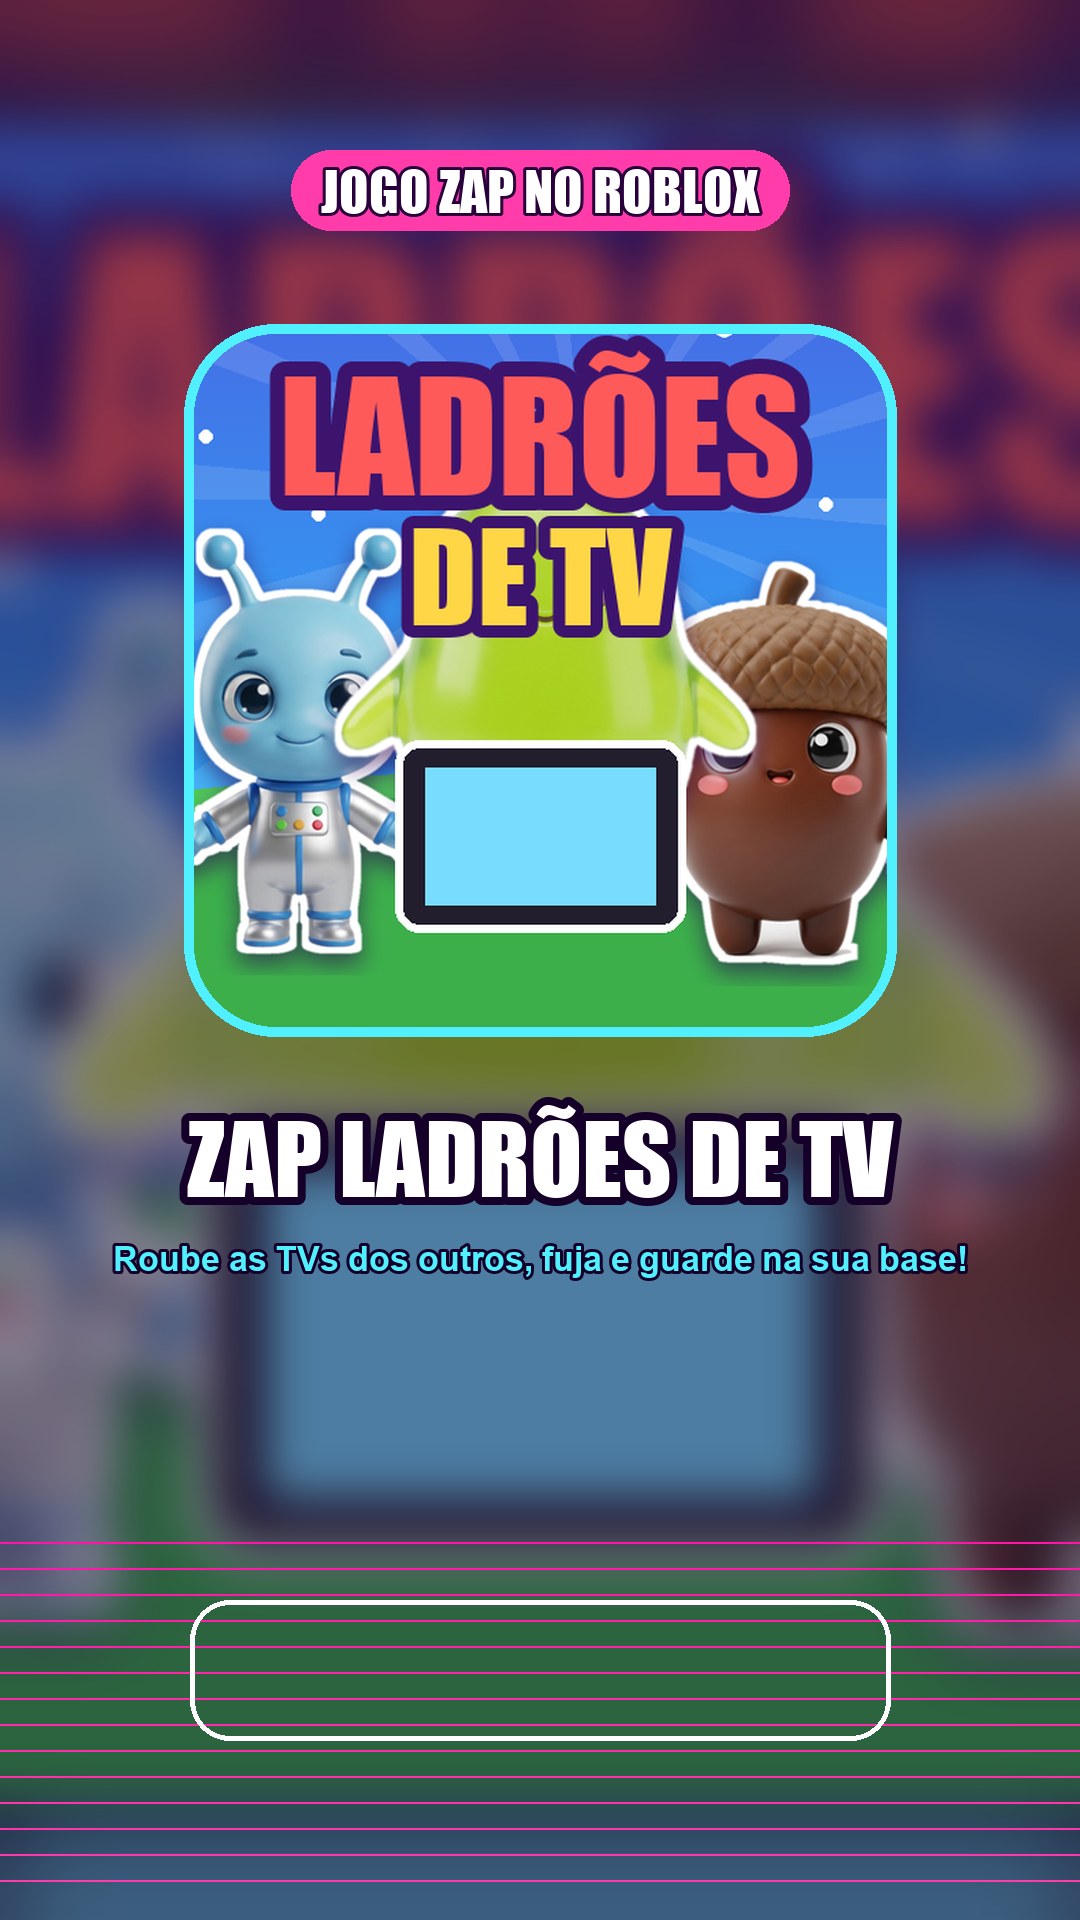 JOGO ZAP NO ROBLOX
LADRÕES
DE TV
ZAP LADRÕES DE TV
Roube as TVs dos outros, fuja e guarde na sua base!